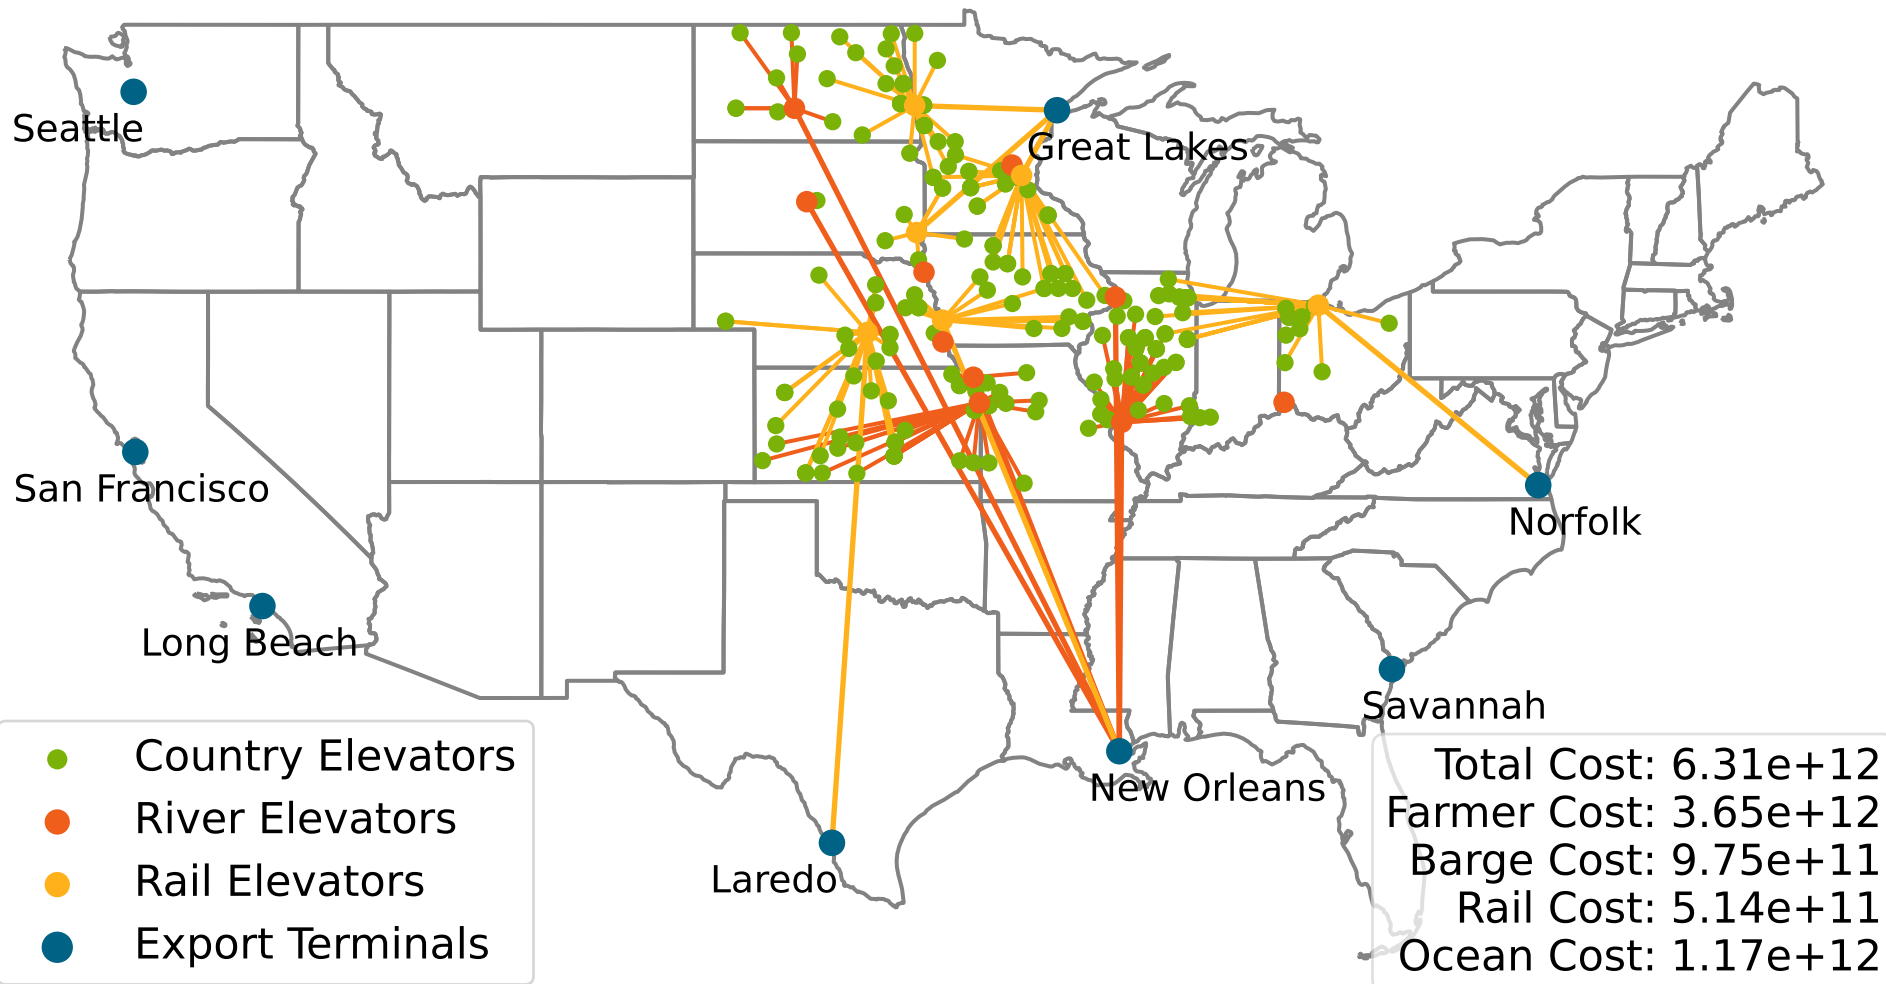 Seattle
Great Lakes
San Francisco
Norfolk
Long Beach
Savannah
New Orleans
Laredo
Country Elevators
River Elevators
Rail Elevators
Export Terminals
Total Cost: 6.31e+12
Farmer Cost: 3.65e+12
Barge Cost: 9.75e+11
Rail Cost: 5.14e+11
Ocean Cost: 1.17e+12